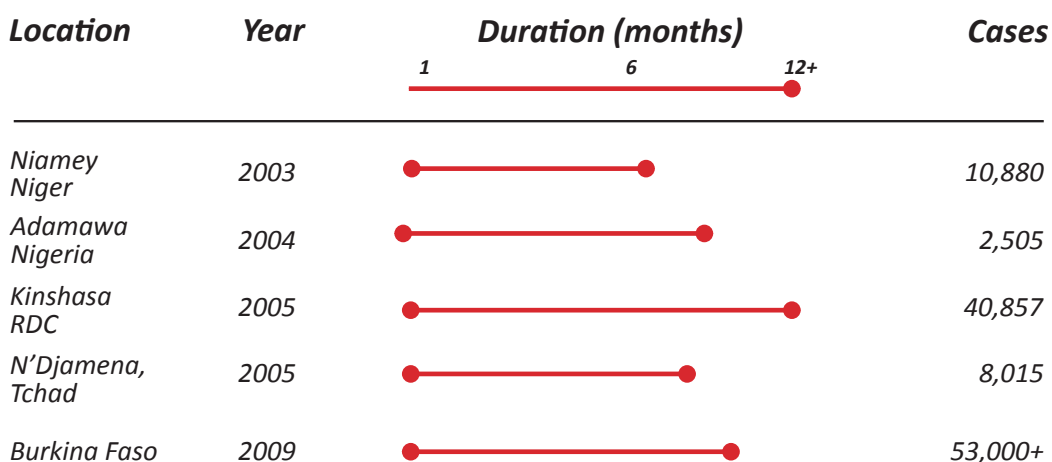 Location Year Duration (months) Cases
1 6 12+
Niamey
Niger 2003 10,880
Adamawa
Nigeria 2004 2,505
Kinshasa
RDC 2005 40,857
N’Djamena,
Tchad 2005 8,015
Burkina Faso 2009 53,000+